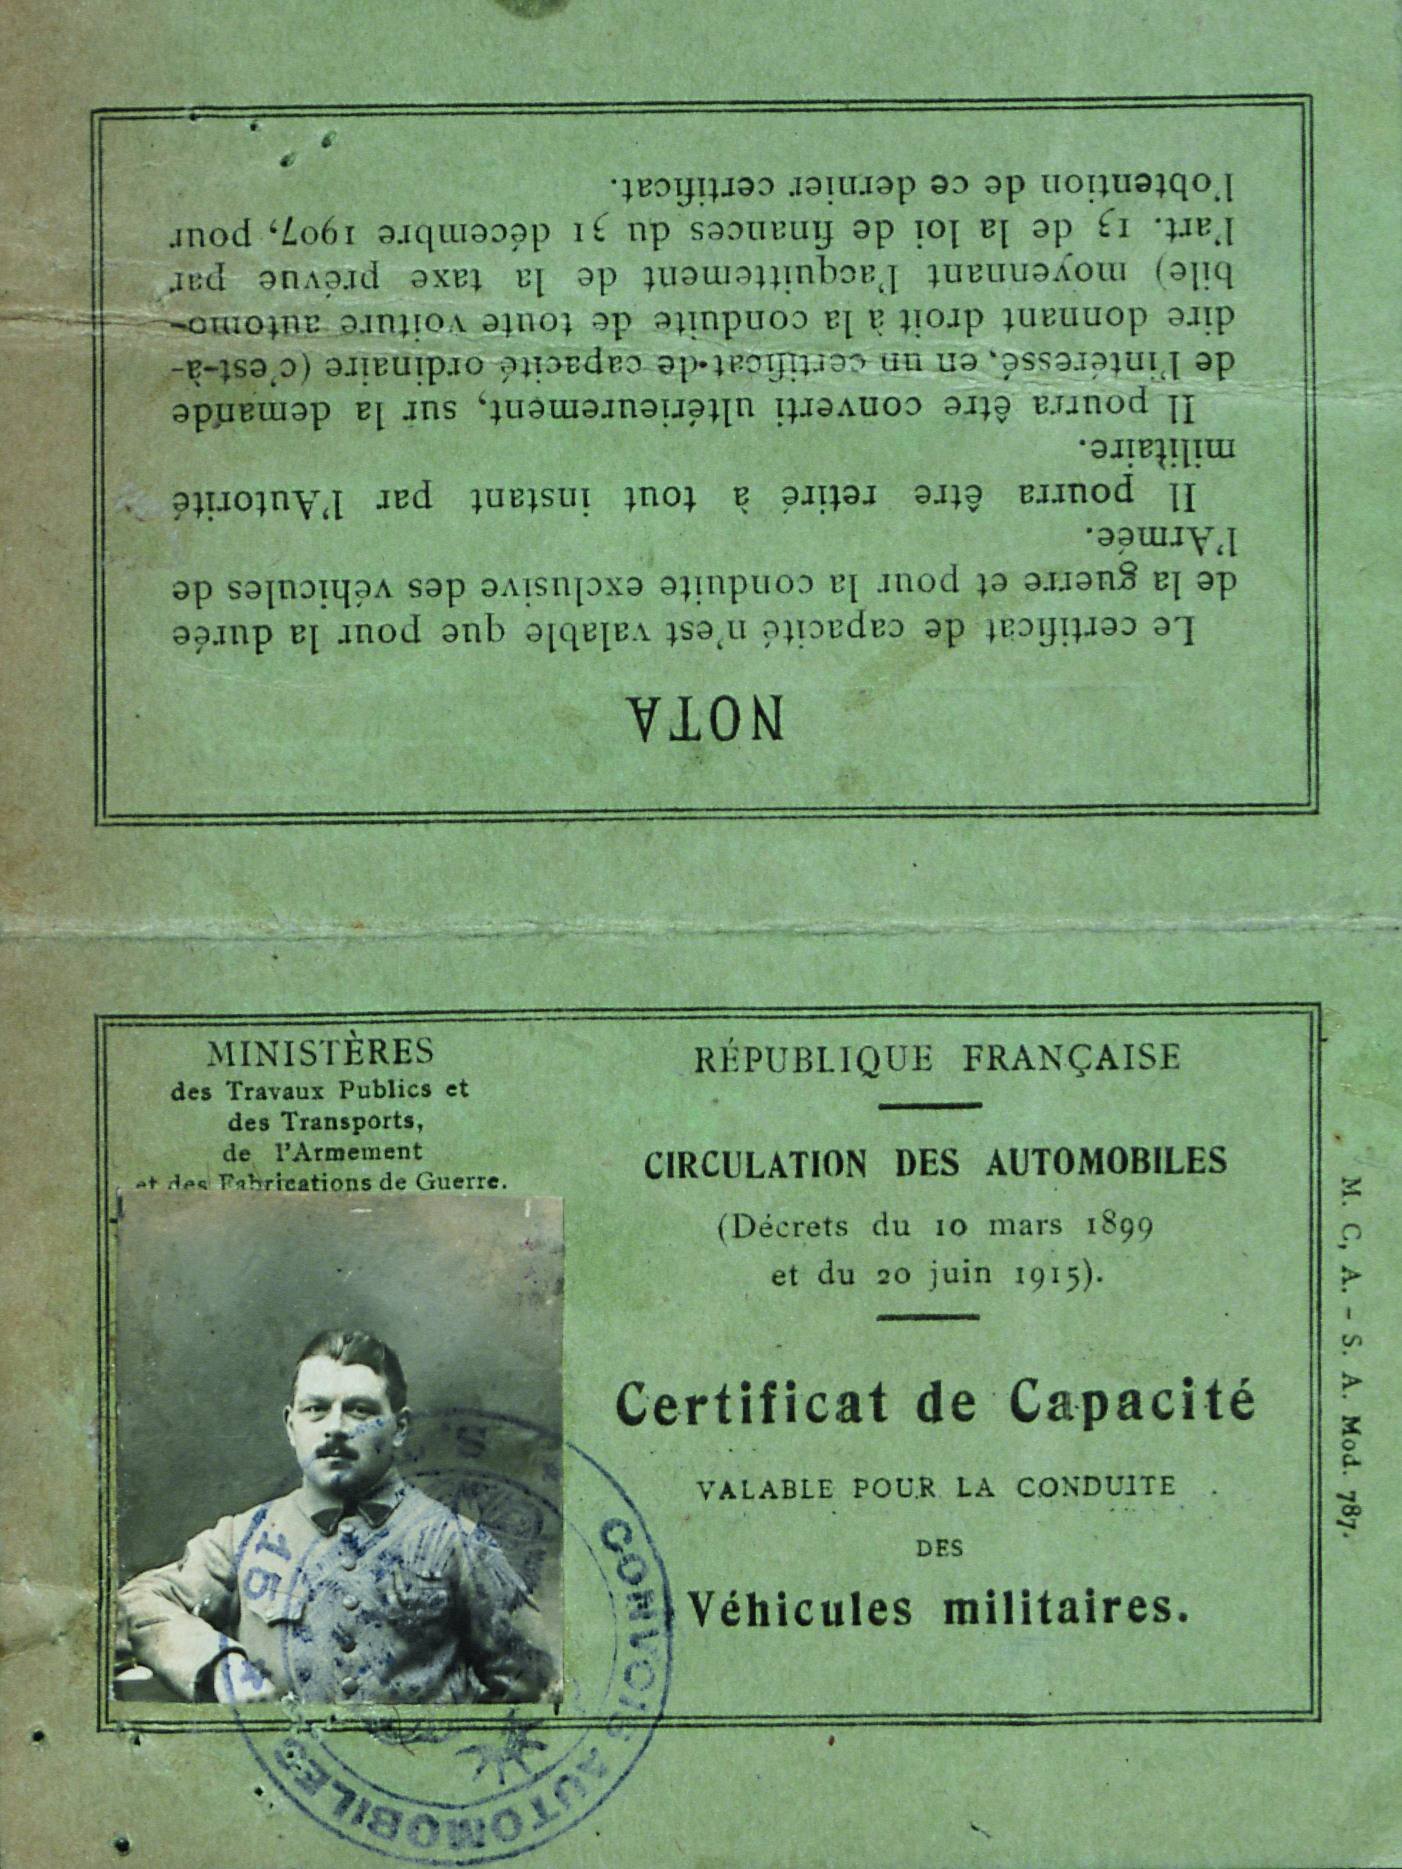 l'obtention de ce dernier certificat.
l'art. 13 de la loi de finances du 31 décembre 1907, pour
bile) moyennant l'acquittement de la taxe prévue par
dire donnant droit à la conduite de toute voiture automo-
de l'intéressé, en un certificat de capacité ordinaire (c'est-à-
Il pourra être converti ultérieurement, sur la demande
militaire.
Il pourra être retiré à tout instant par l'Autorité
l'Armée.
de la guerre et pour la conduite exclusive des véhicules de
Le certificat de capacité n'est valable que pour la durée
NOTA
MINISTÈRES
des Travaux Publics et
des Transports,
de l'Armement
et des Fabrications de Guerre.
RÉPUBLIQUE FRANÇAISE
CIRCULATION DES AUTOMOBILES
(Décrets du 10 mars 1899
et du 20 juin 1915).
Certificat de Capacité
VALABLE POUR LA CONDUITE
DES
Véhicules militaires.
M. C, A. - S. A. Mod. 787.
CONVOIS AUTOMOBILES
15